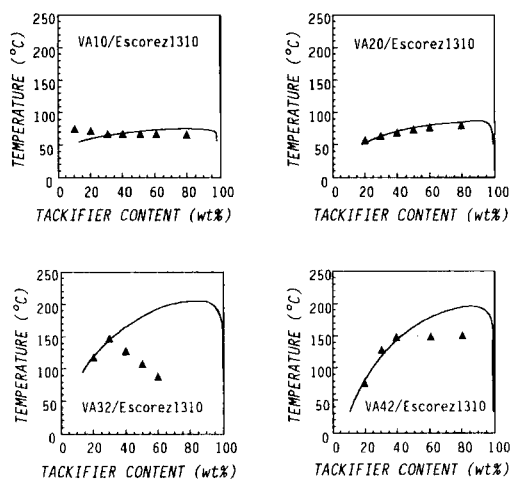 VA10/Escorez1310
TEMPERATURE (°C)
250
200
150
100
50
0
0 20 40 60 80 100
TACKIFIER CONTENT (wt%)
VA20/Escorez1310
TEMPERATURE (°C)
250
200
150
100
50
0
0 20 40 60 80 100
TACKIFIER CONTENT (wt%)
VA32/Escorez1310
TEMPERATURE (°C)
250
200
150
100
50
0
0 20 40 60 80 100
TACKIFIER CONTENT (wt%)
VA42/Escorez1310
TEMPERATURE (°C)
250
200
150
100
50
0
0 20 40 60 80 100
TACKIFIER CONTENT (wt%)